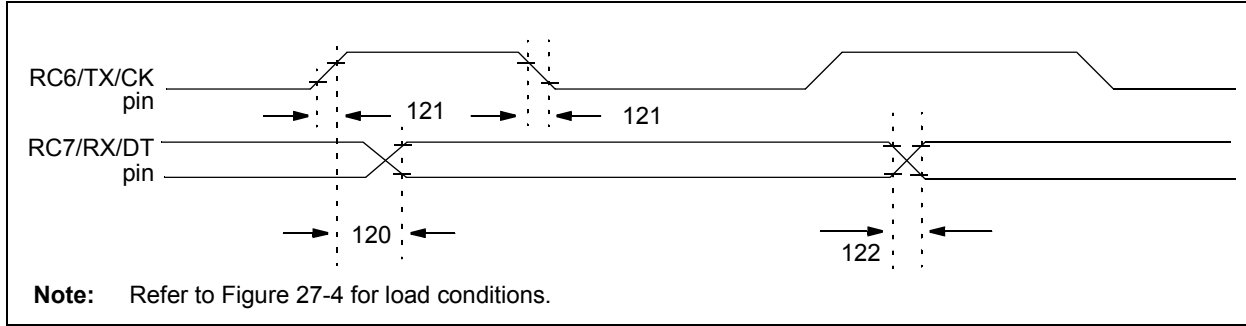 RC6/TX/CK
pin
121
121
RC7/RX/DT
pin
120
122
Note: Refer to Figure 27-4 for load conditions.